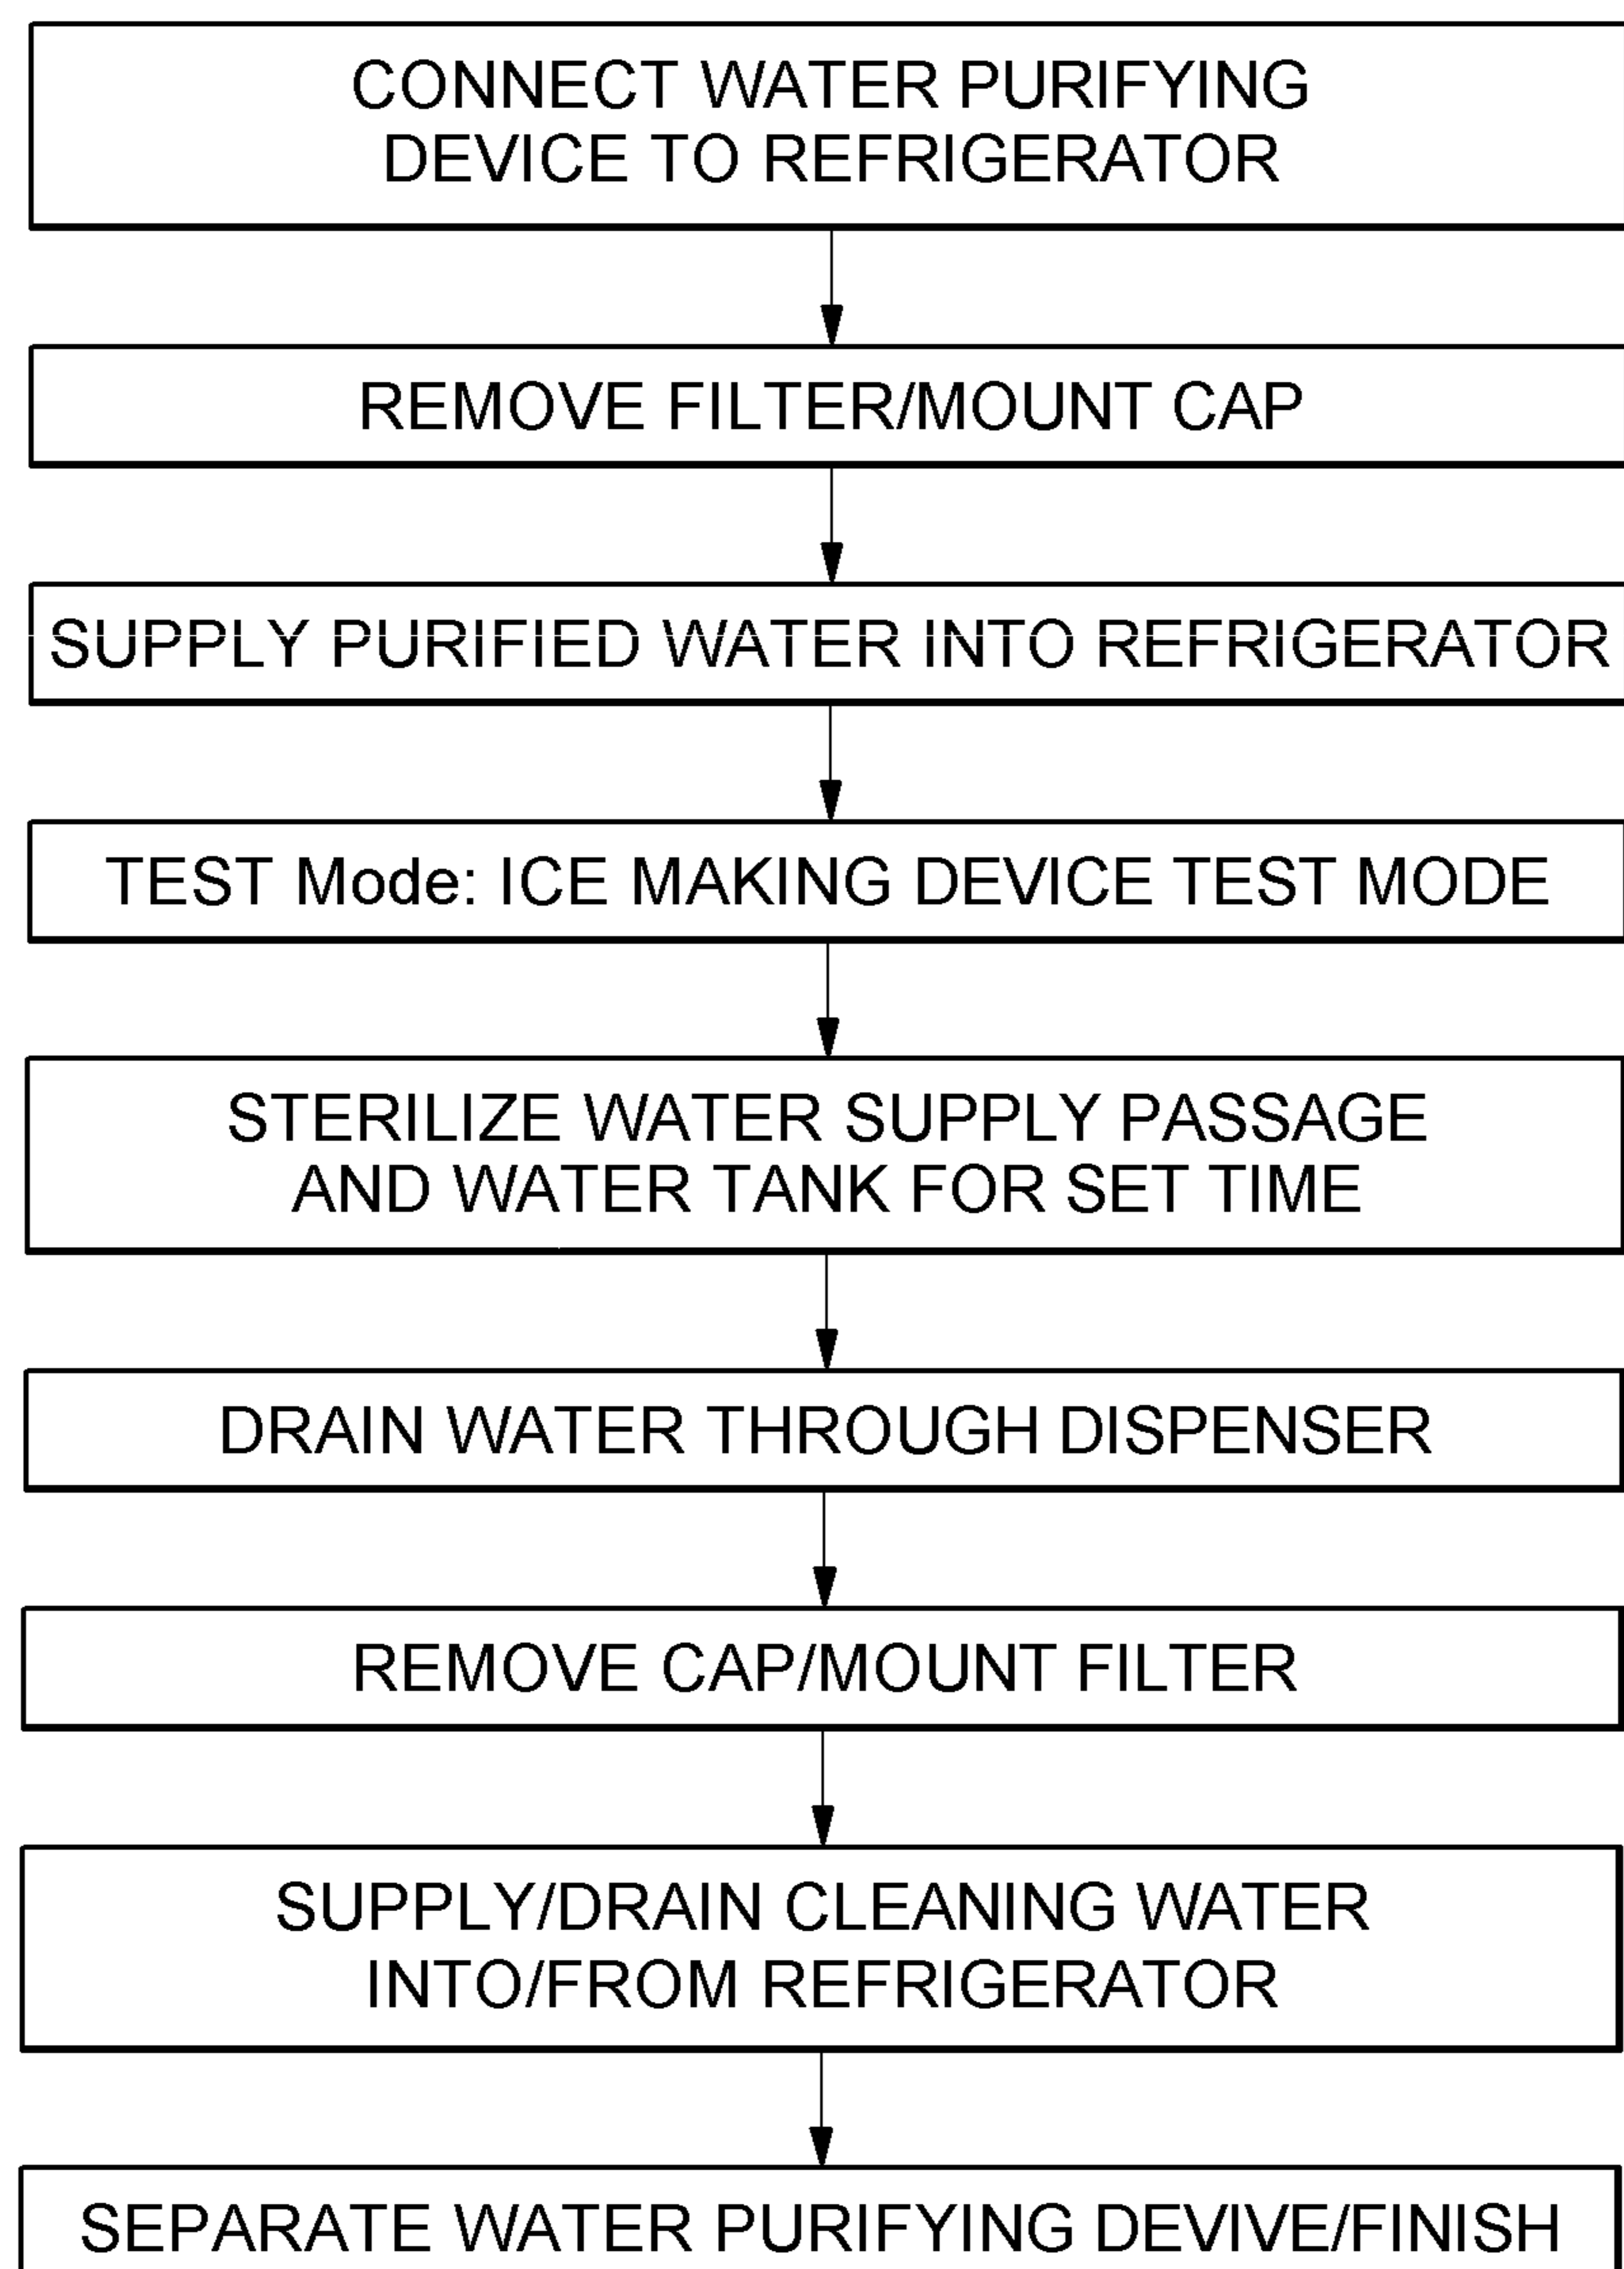 CONNECT WATER PURIFYING
DEVICE TO REFRIGERATOR
REMOVE FILTER/MOUNT CAP
SUPPLY PURIFIED WATER INTO REFRIGERATOR
TEST Mode: ICE MAKING DEVICE TEST MODE
STERILIZE WATER SUPPLY PASSAGE
AND WATER TANK FOR SET TIME
DRAIN WATER THROUGH DISPENSER
REMOVE CAP/MOUNT FILTER
SUPPLY/DRAIN CLEANING WATER
INTO/FROM REFRIGERATOR
SEPARATE WATER PURIFYING DEVIVE/FINISH